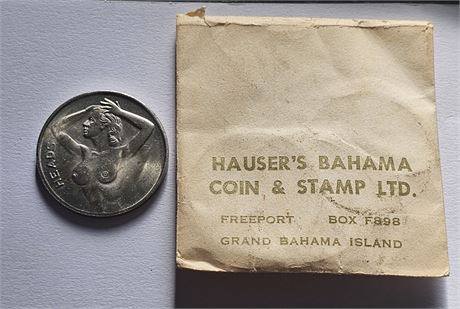 HEADS
HAUSER'S BAHAMA
COIN & STAMP LTD.
FREEPORT BOX F898
GRAND BAHAMA ISLAND